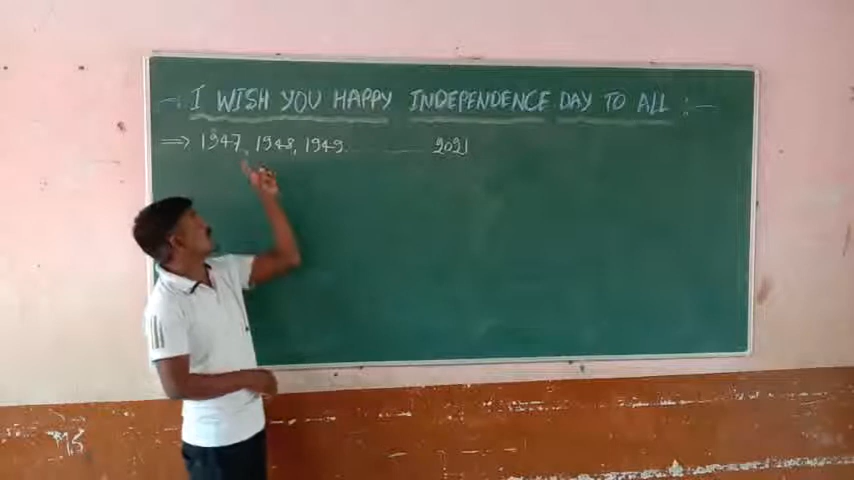 I WISH YOU HAPPY INDEPENDENCE DAY TO ALL :-
⇒ 1947, 1948, 1949.............. 2021